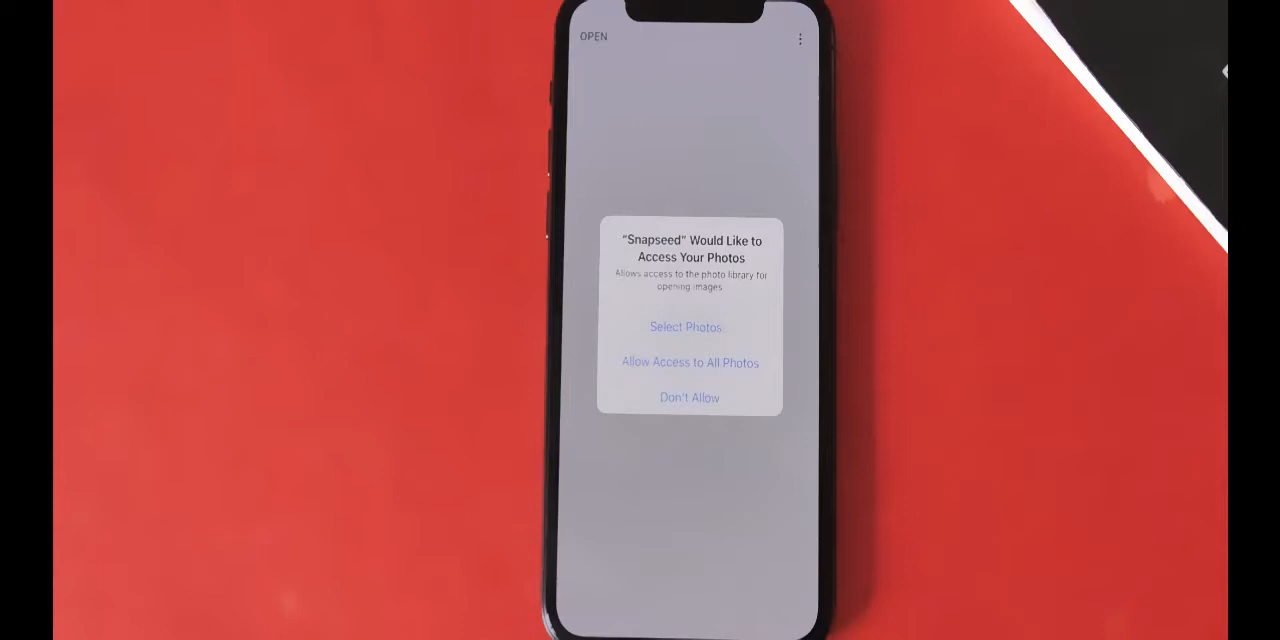 OPEN
“Snapseed” Would Like to
Access Your Photos
Allows access to the photo library for
opening images
Select Photos...
Allow Access to All Photos
Don't Allow